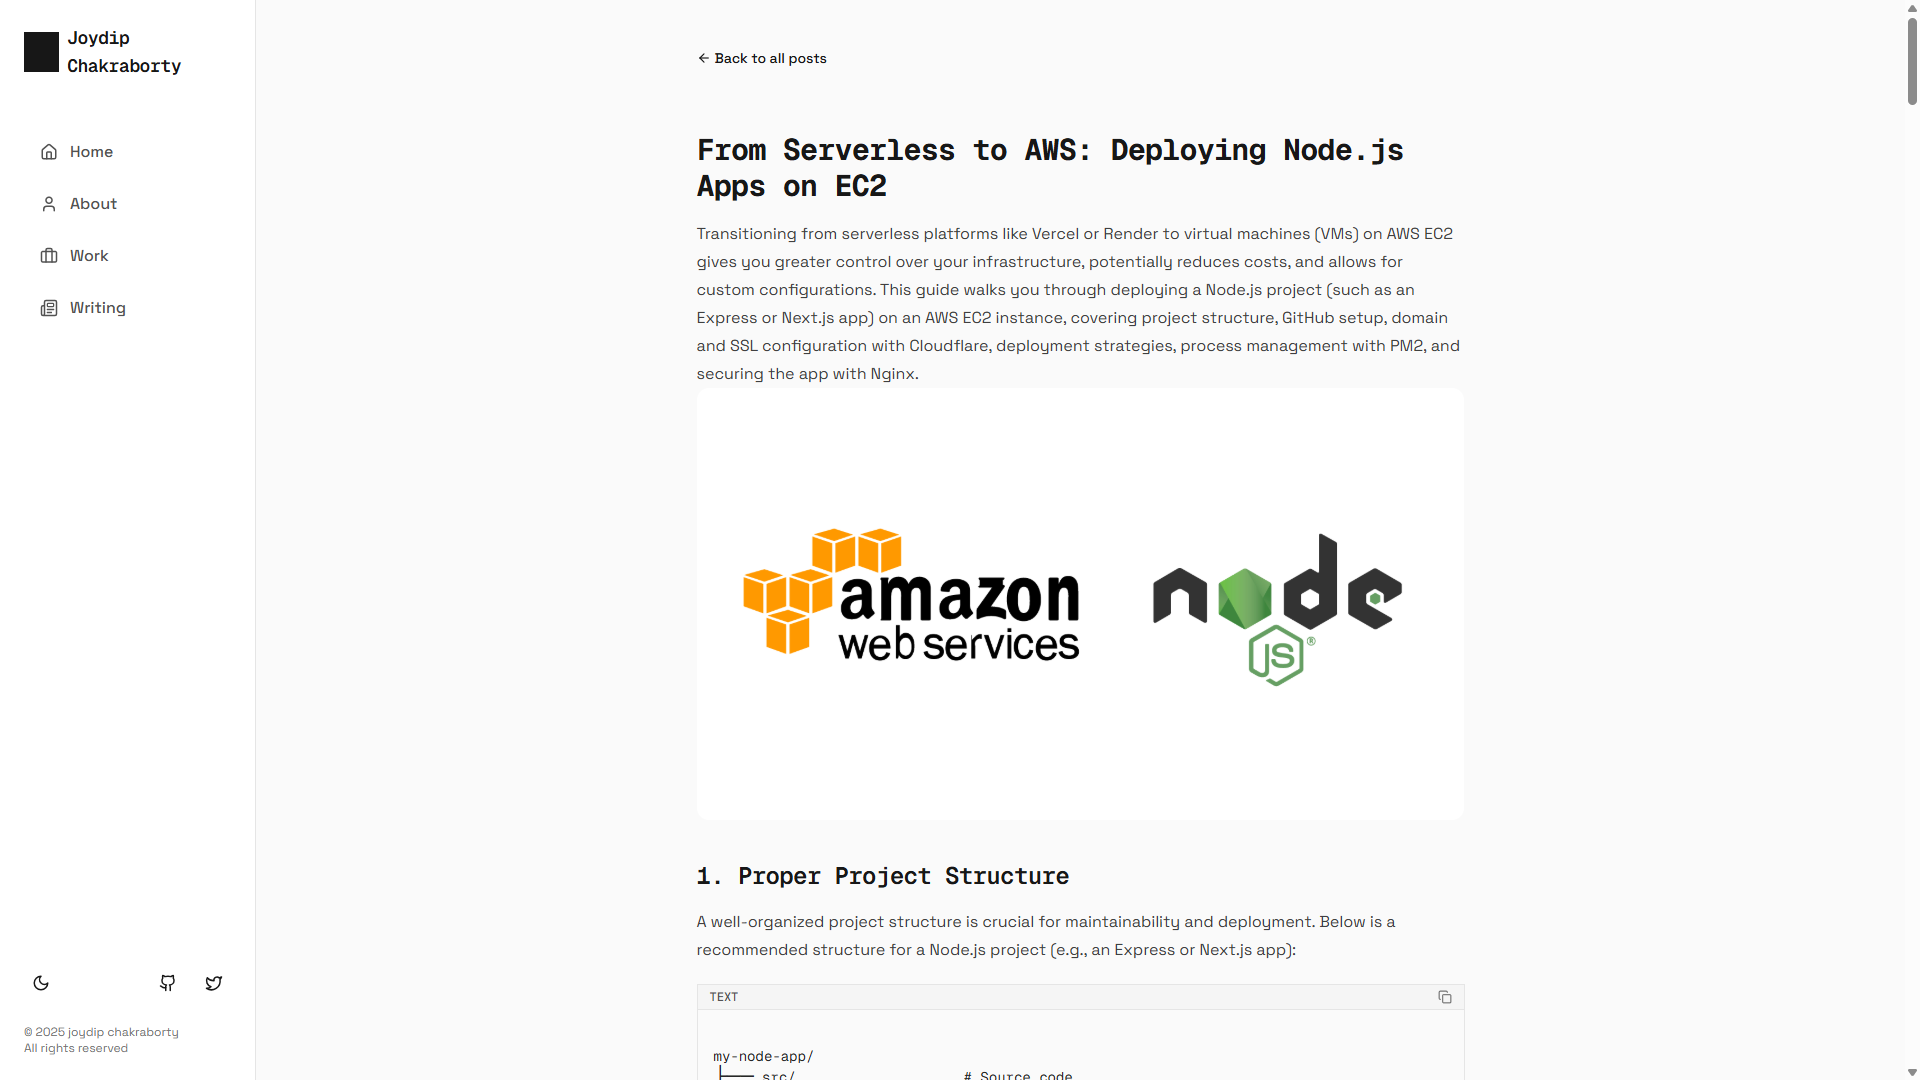 Joydip
Chakraborty
Home
About
Work
Writing
© 2025 joydip chakraborty
All rights reserved
Back to all posts
From Serverless to AWS: Deploying Node.js
Apps on EC2
Transitioning from serverless platforms like Vercel or Render to virtual machines (VMs) on AWS EC2
gives you greater control over your infrastructure, potentially reduces costs, and allows for
custom configurations. This guide walks you through deploying a Node.js project (such as an
Express or Next.js app) on an AWS EC2 instance, covering project structure, GitHub setup, domain
and SSL configuration with Cloudflare, deployment strategies, process management with PM2, and
securing the app with Nginx.
amazon
web services
node
JS®
1. Proper Project Structure
A well-organized project structure is crucial for maintainability and deployment. Below is a
recommended structure for a Node.js project (e.g., an Express or Next.js app):
TEXT
my-node-app/
├── src/ # Source code